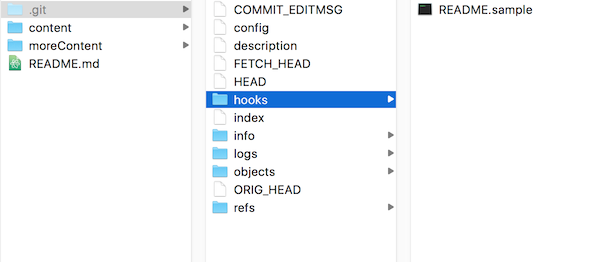 .git
content
moreContent
README.md
COMMIT_EDITMSG
config
description
FETCH_HEAD
HEAD
hooks
index
info
logs
objects
ORIG_HEAD
refs
README.sample